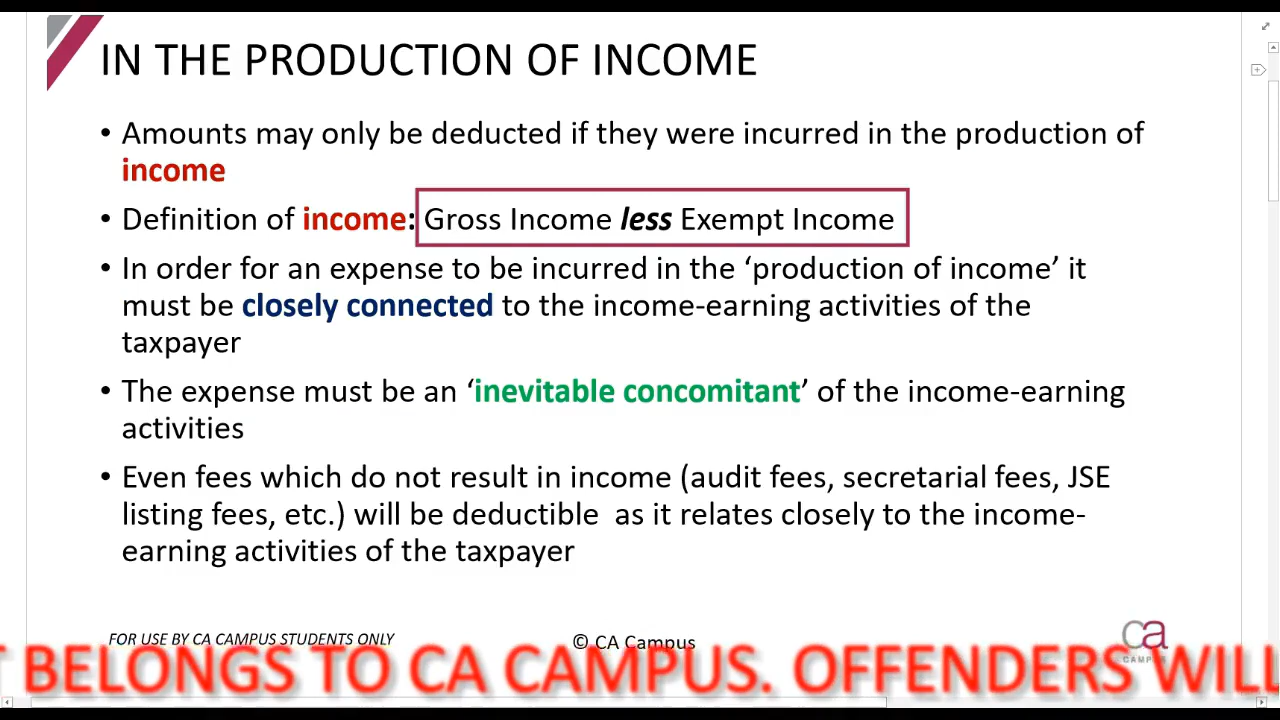 IN THE PRODUCTION OF INCOME
• Amounts may only be deducted if they were incurred in the production of
income
• Definition of income: Gross Income less Exempt Income
• In order for an expense to be incurred in the ‘production of income’ it
must be closely connected to the income-earning activities of the
taxpayer
• The expense must be an ‘inevitable concomitant’ of the income-earning
activities
• Even fees which do not result in income (audit fees, secretarial fees, JSE
listing fees, etc.) will be deductible as it relates closely to the income-
earning activities of the taxpayer
FOR USE BY CA CAMPUS STUDENTS ONLY
© CA Campus
ca
CAMPUS
T BELONGS TO CA CAMPUS. OFFENDERS WILL